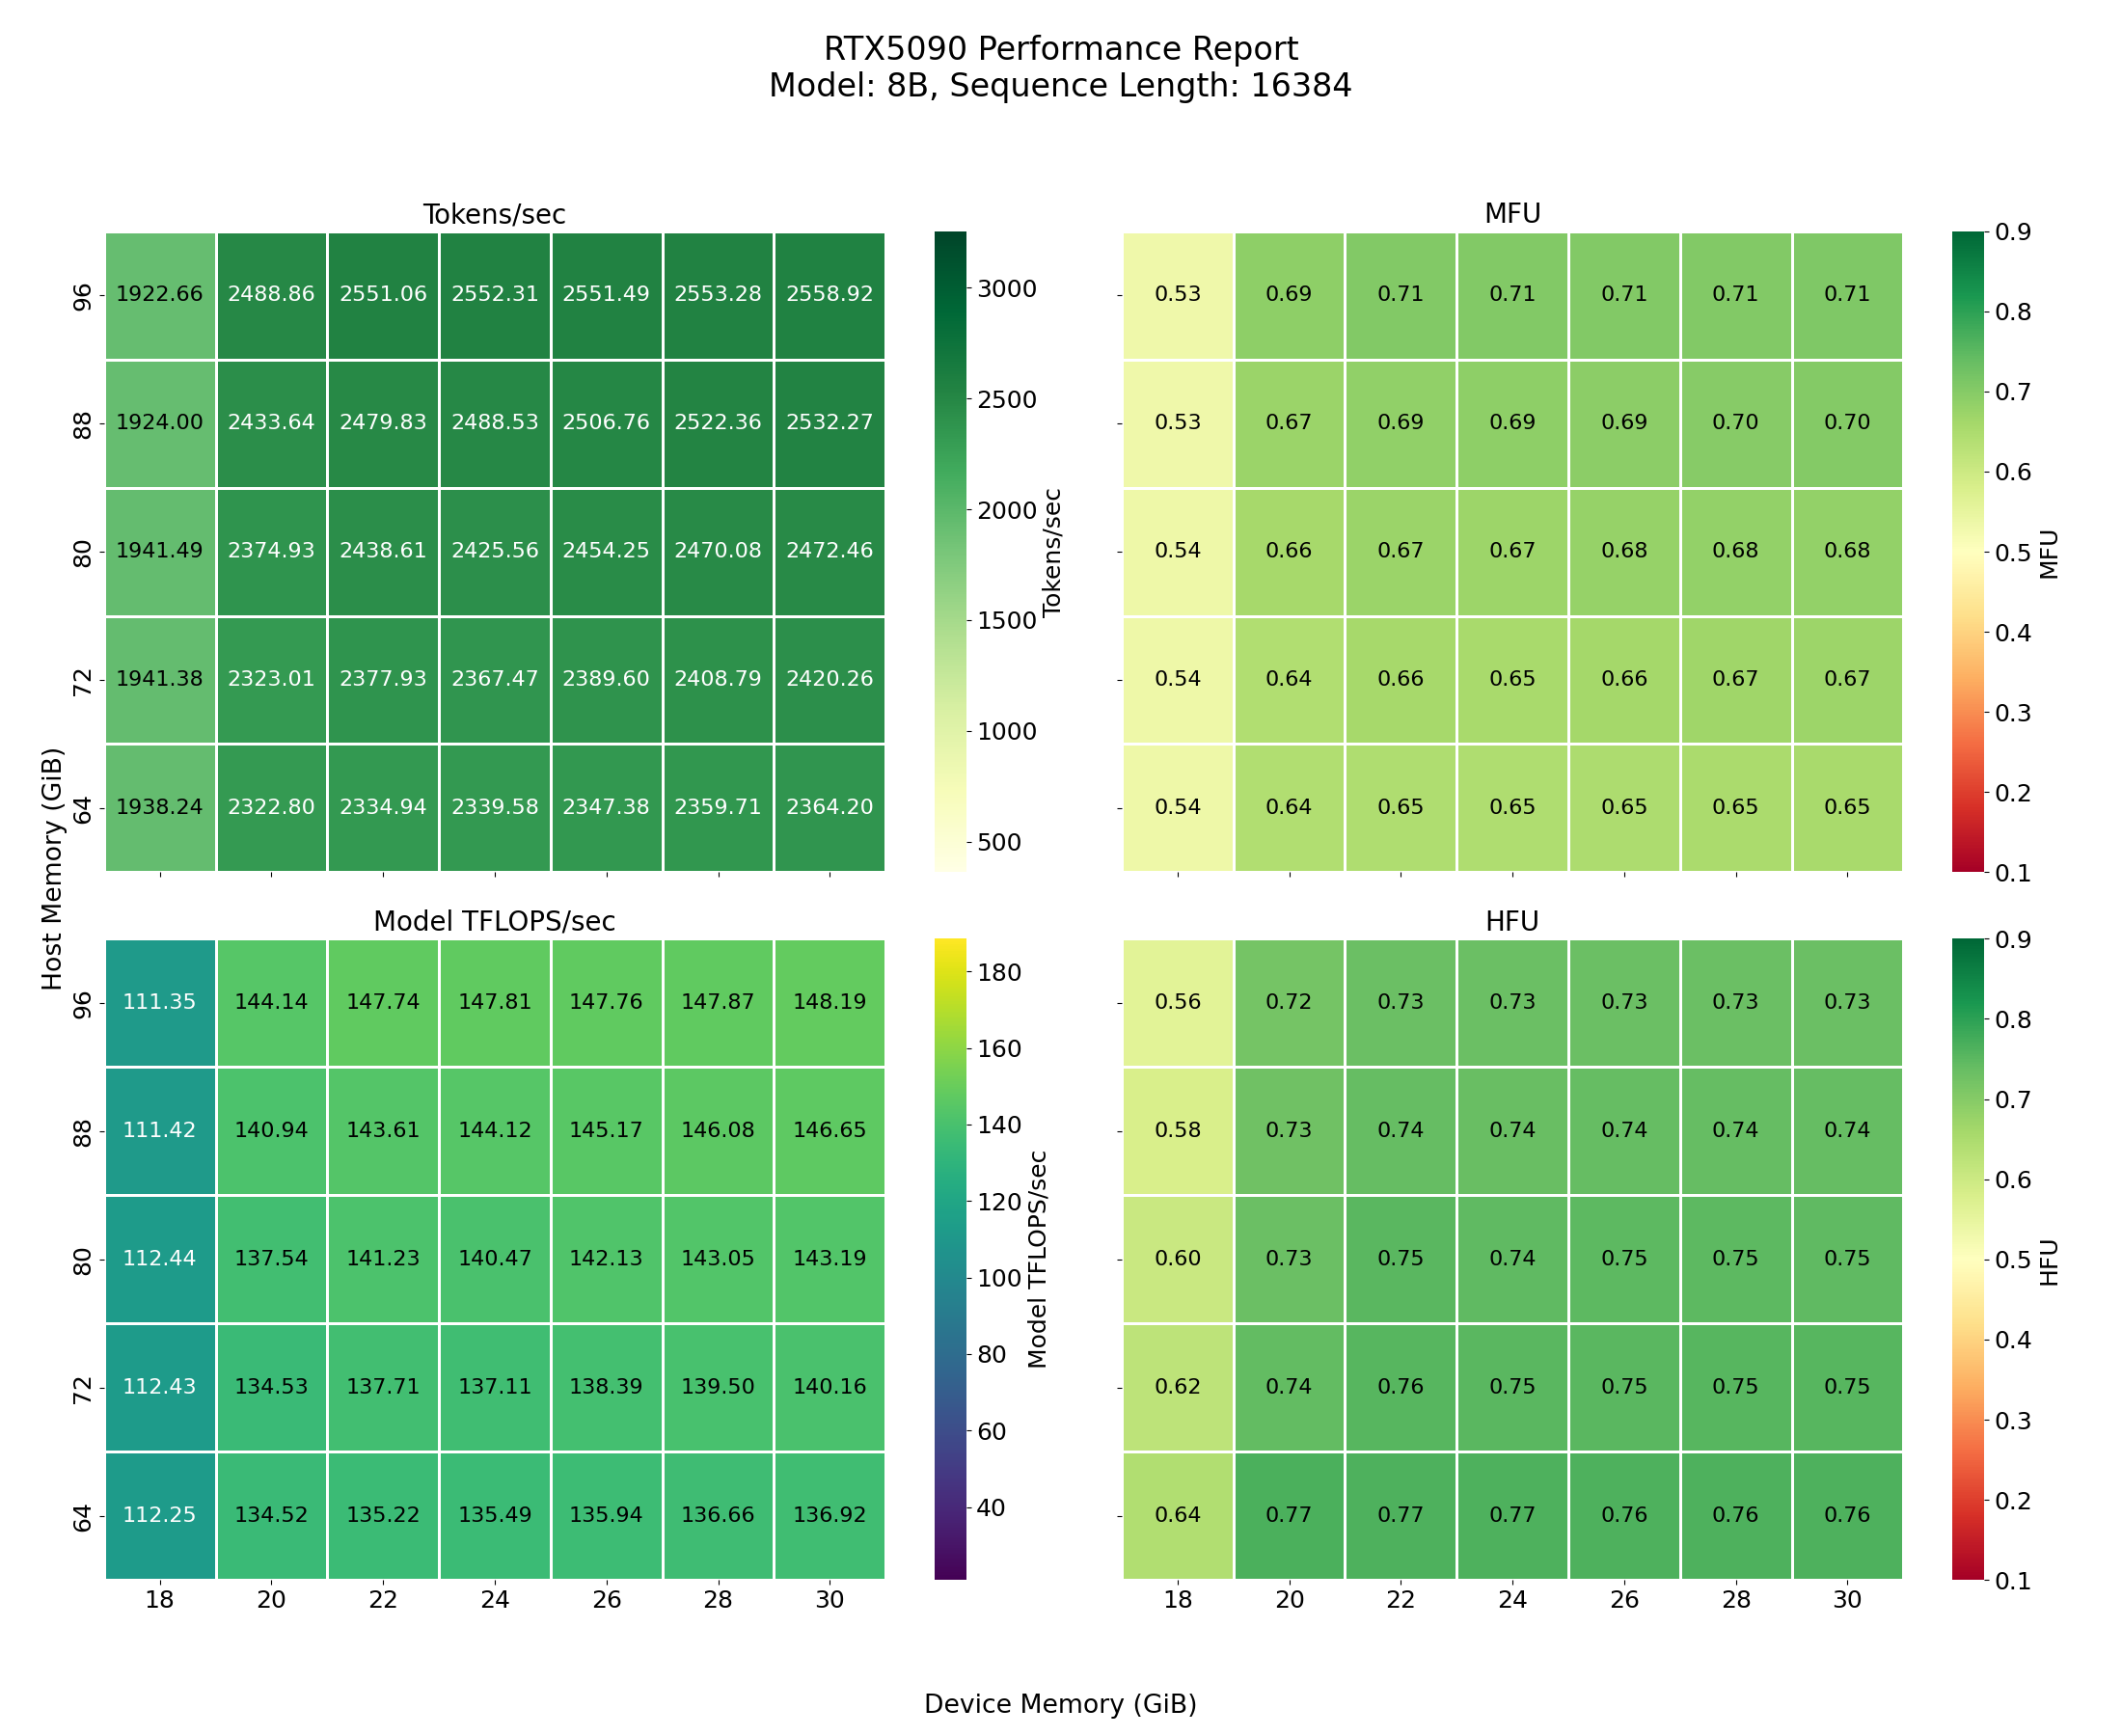 RTX5090 Performance Report
Model: 8B, Sequence Length: 16384
Tokens/sec
96 1922.66 2488.86 2551.06 2552.31 2551.49 2553.28 2558.92
88 1924.00 2433.64 2479.83 2488.53 2506.76 2522.36 2532.27
80 1941.49 2374.93 2438.61 2425.56 2454.25 2470.08 2472.46
72 1941.38 2323.01 2377.93 2367.47 2389.60 2408.79 2420.26
64 1938.24 2322.80 2334.94 2339.58 2347.38 2359.71 2364.20
3000
2500
2000
1500
1000
500
Tokens/sec
MFU
0.53 0.69 0.71 0.71 0.71 0.71 0.71
0.53 0.67 0.69 0.69 0.69 0.70 0.70
0.54 0.66 0.67 0.67 0.68 0.68 0.68
0.54 0.64 0.66 0.65 0.66 0.67 0.67
0.54 0.64 0.65 0.65 0.65 0.65 0.65
0.9
0.8
0.7
0.6
0.5
0.4
0.3
0.2
0.1
MFU
Host Memory (GiB)
Model TFLOPS/sec
96 111.35 144.14 147.74 147.81 147.76 147.87 148.19
88 111.42 140.94 143.61 144.12 145.17 146.08 146.65
80 112.44 137.54 141.23 140.47 142.13 143.05 143.19
72 112.43 134.53 137.71 137.11 138.39 139.50 140.16
64 112.25 134.52 135.22 135.49 135.94 136.66 136.92
18 20 22 24 26 28 30
180
160
140
120
100
80
60
40
Model TFLOPS/sec
HFU
0.56 0.72 0.73 0.73 0.73 0.73 0.73
0.58 0.73 0.74 0.74 0.74 0.74 0.74
0.60 0.73 0.75 0.74 0.75 0.75 0.75
0.62 0.74 0.76 0.75 0.75 0.75 0.75
0.64 0.77 0.77 0.77 0.76 0.76 0.76
18 20 22 24 26 28 30
0.9
0.8
0.7
0.6
0.5
0.4
0.3
0.2
0.1
HFU
Device Memory (GiB)